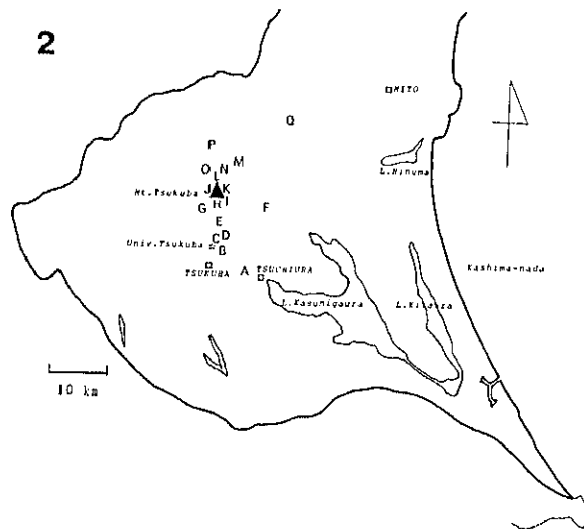 2
MITO
Q
P
M
O L N
L.Hinuma
Mt.Tsukuba J K
H I
G F
E
C D
Univ.Tsukuba B
Kashima-nada
TSUKUBA A TSUCHIURA
L.Kasumigaura L.Kitaura
10 km